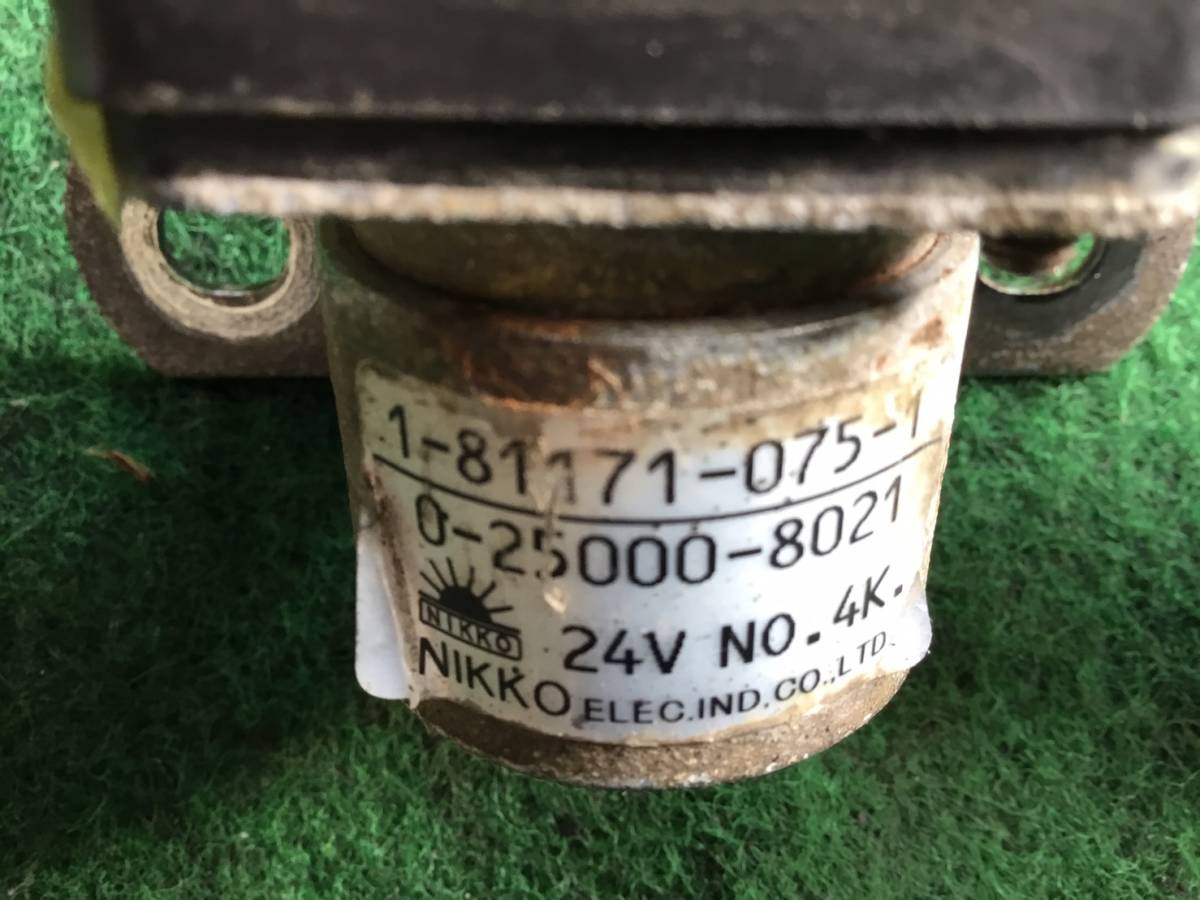 1-81171-075-1
0-25000-8021
NIKKO
24V NO. 4K.
NIKKO ELEC.IND.CO.,LTD.